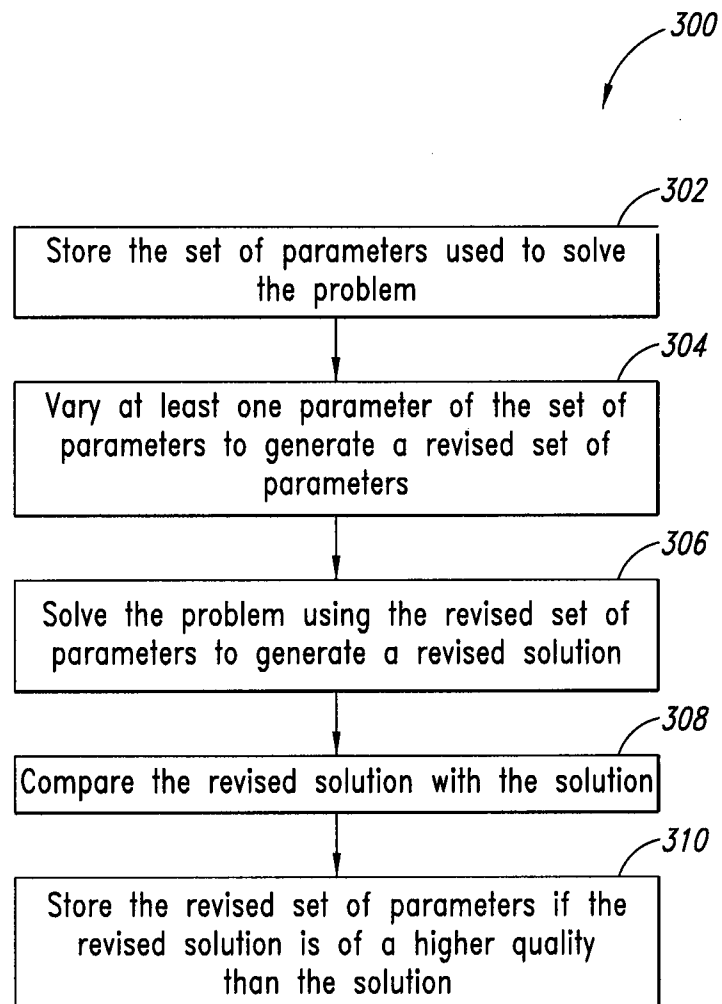 300
302
Store the set of parameters used to solve
the problem
304
Vary at least one parameter of the set of
parameters to generate a revised set of
parameters
306
Solve the problem using the revised set of
parameters to generate a revised solution
308
Compare the revised solution with the solution
310
Store the revised set of parameters if the
revised solution is of a higher quality
than the solution